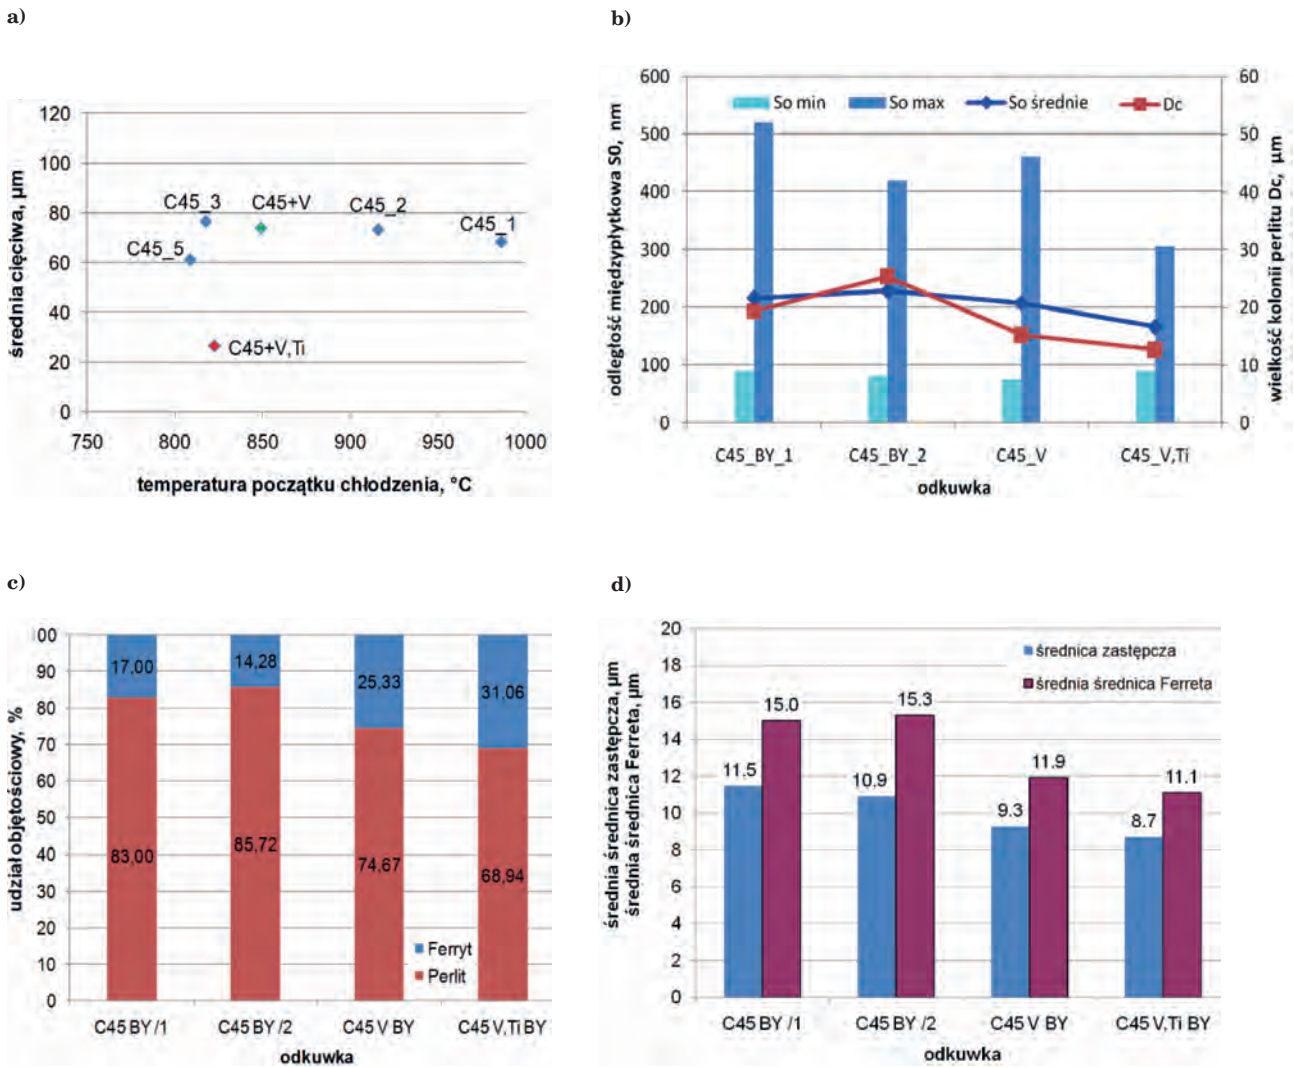 a)
średnia cięciwa, µm
120
100
80
60
40
20
0
C45_3
C45+V
C45_2
C45_1
C45_5
C45+V,Ti
750 800 850 900 950 1000
temperatura początku chłodzenia, °C
b)
odległość międzypłytkowa S0, nm
600
500
400
300
200
100
0
So min So max So średnie Dc
60
50
40
30
20
10
0
wielkość kolonii perlitu Dc, µm
C45_BY_1 C45_BY_2 C45_V C45_V,Ti
odkuwka
c)
udział objętościowy, %
100
90
80
70
60
50
40
30
20
10
0
17,00 14,28 25,33 31,06
83,00 85,72 74,67 68,94
Ferryt
Perlit
C45 BY /1 C45 BY /2 C45 V BY C45 V,Ti BY
odkuwka
d)
średnia średnica zastępcza, µm
średnia średnica Ferreta, µm
20
18
16
14
12
10
8
6
4
2
0
średnica zastępcza
średnia średnica Ferreta
11.5 15.0 10.9 15.3 9.3 11.9 8.7 11.1
C45 BY /1 C45 BY /2 C45 V BY C45 V,Ti BY
odkuwka